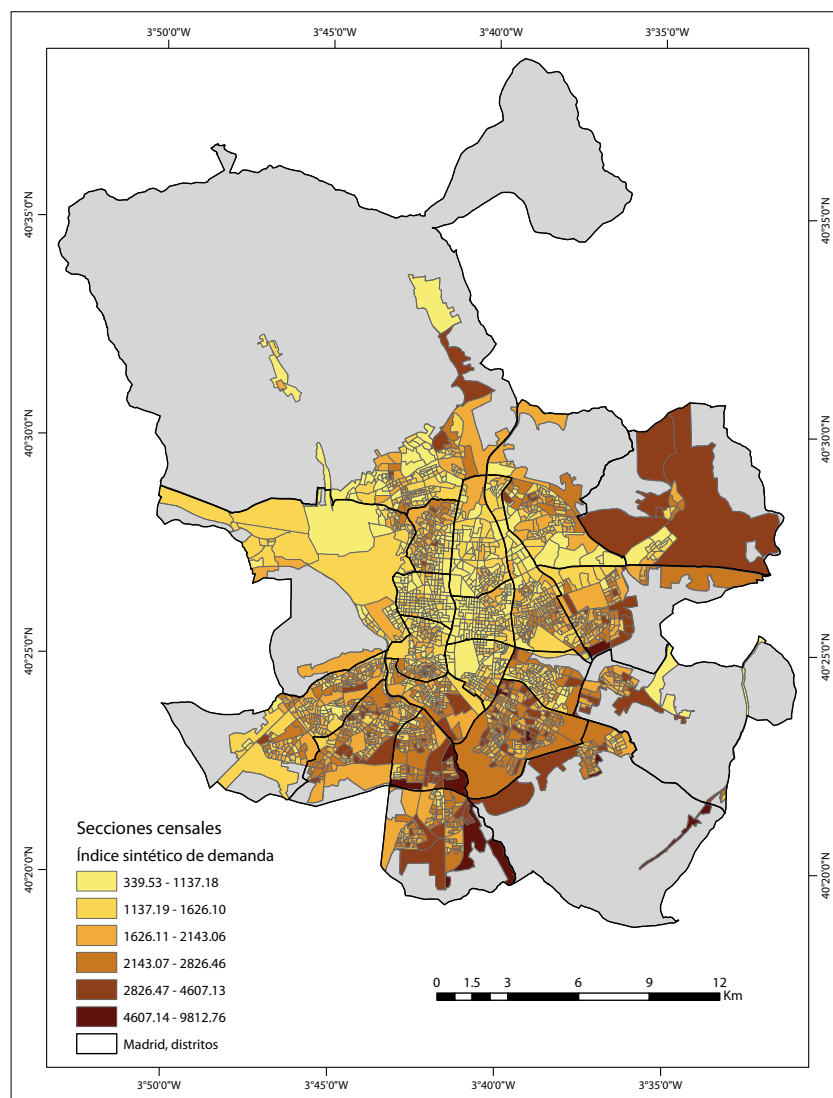 3°50'0"W 3°45'0"W 3°40'0"W 3°35'0"W
40°35'0"N 40°35'0"N
40°30'0"N 40°30'0"N
40°25'0"N 40°25'0"N
40°20'0"N 40°20'0"N
Secciones censales
Índice sintético de demanda
339.53 - 1137.18
1137.19 - 1626.10
1626.11 - 2143.06
2143.07 - 2826.46
2826.47 - 4607.13
4607.14 - 9812.76
Madrid, distritos
0 1.5 3 6 9 12
Km
3°50'0"W 3°45'0"W 3°40'0"W 3°35'0"W